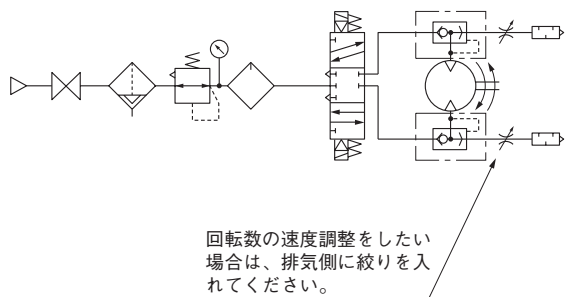 回転数の速度調整をしたい
場合は、排気側に絞りを入
れてください。